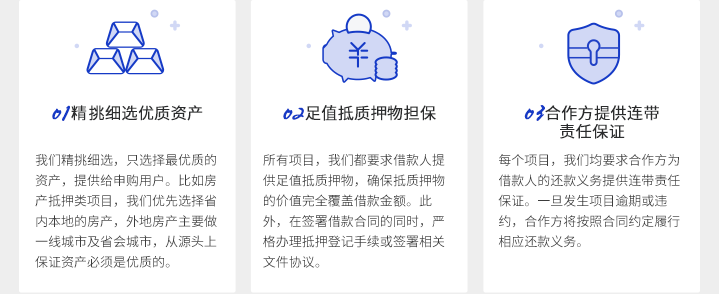 01精挑细选优质资产
我们精挑细选，只选择最优质的
资产，提供给申购用户。比如房
产抵押类项目，我们优先选择省
内本地的房产，外地房产主要做
一线城市及省会城市，从源头上
保证资产必须是优质的。
02足值抵质押物担保
所有项目，我们都要求借款人提
供足值抵质押物，确保抵质押物
的价值完全覆盖借款金额。此
外，在签署借款合同的同时，严
格办理抵押登记手续或签署相关
文件协议。
03合作方提供连带
责任保证
每个项目，我们均要求合作方为
借款人的还款义务提供连带责任
保证。一旦发生项目逾期或违
约，合作方将按照合同约定履行
相应还款义务。